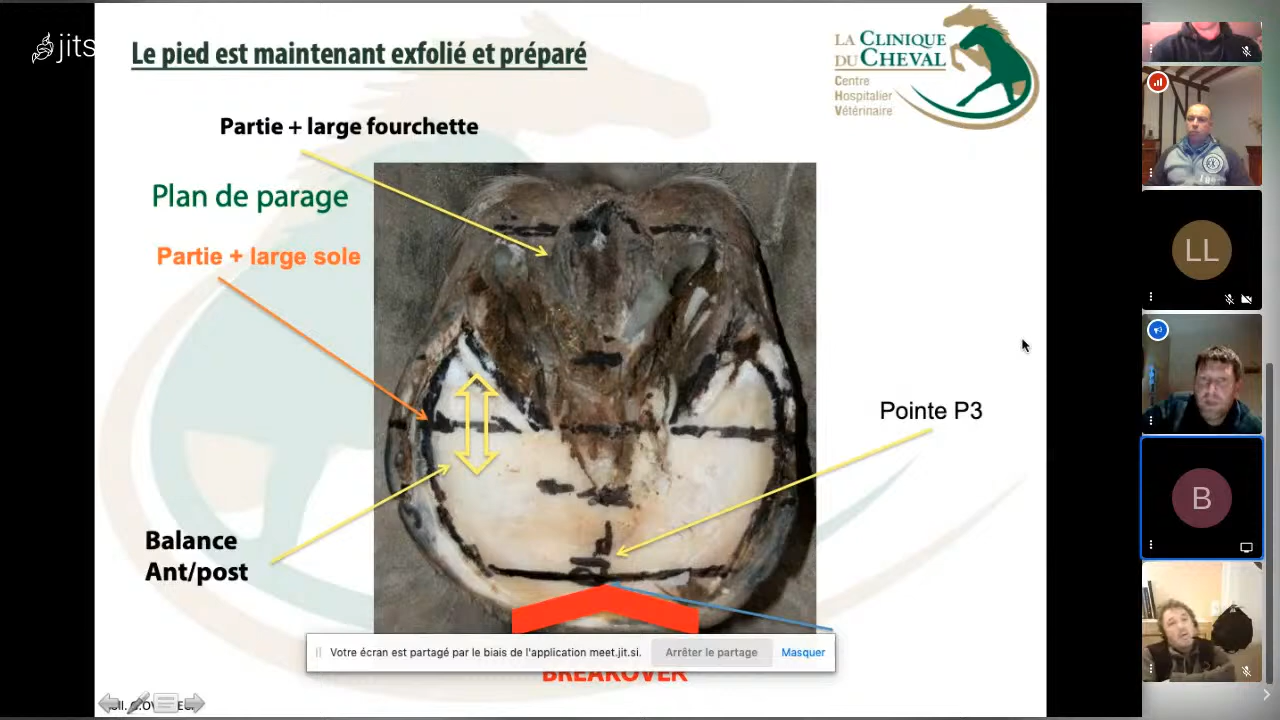 jits
Le pied est maintenant exfolié et préparé
LA CLINIQUE
DU CHEVAL
Centre
Hospitalier
Vétérinaire
Partie + large fourchette
Plan de parage
Partie + large sole
Pointe P3
Balance
Ant/post
Votre écran est partagé par le biais de l'application meet.jit.si.
Arrêter le partage
Masquer
BREAKOVER
LL
B